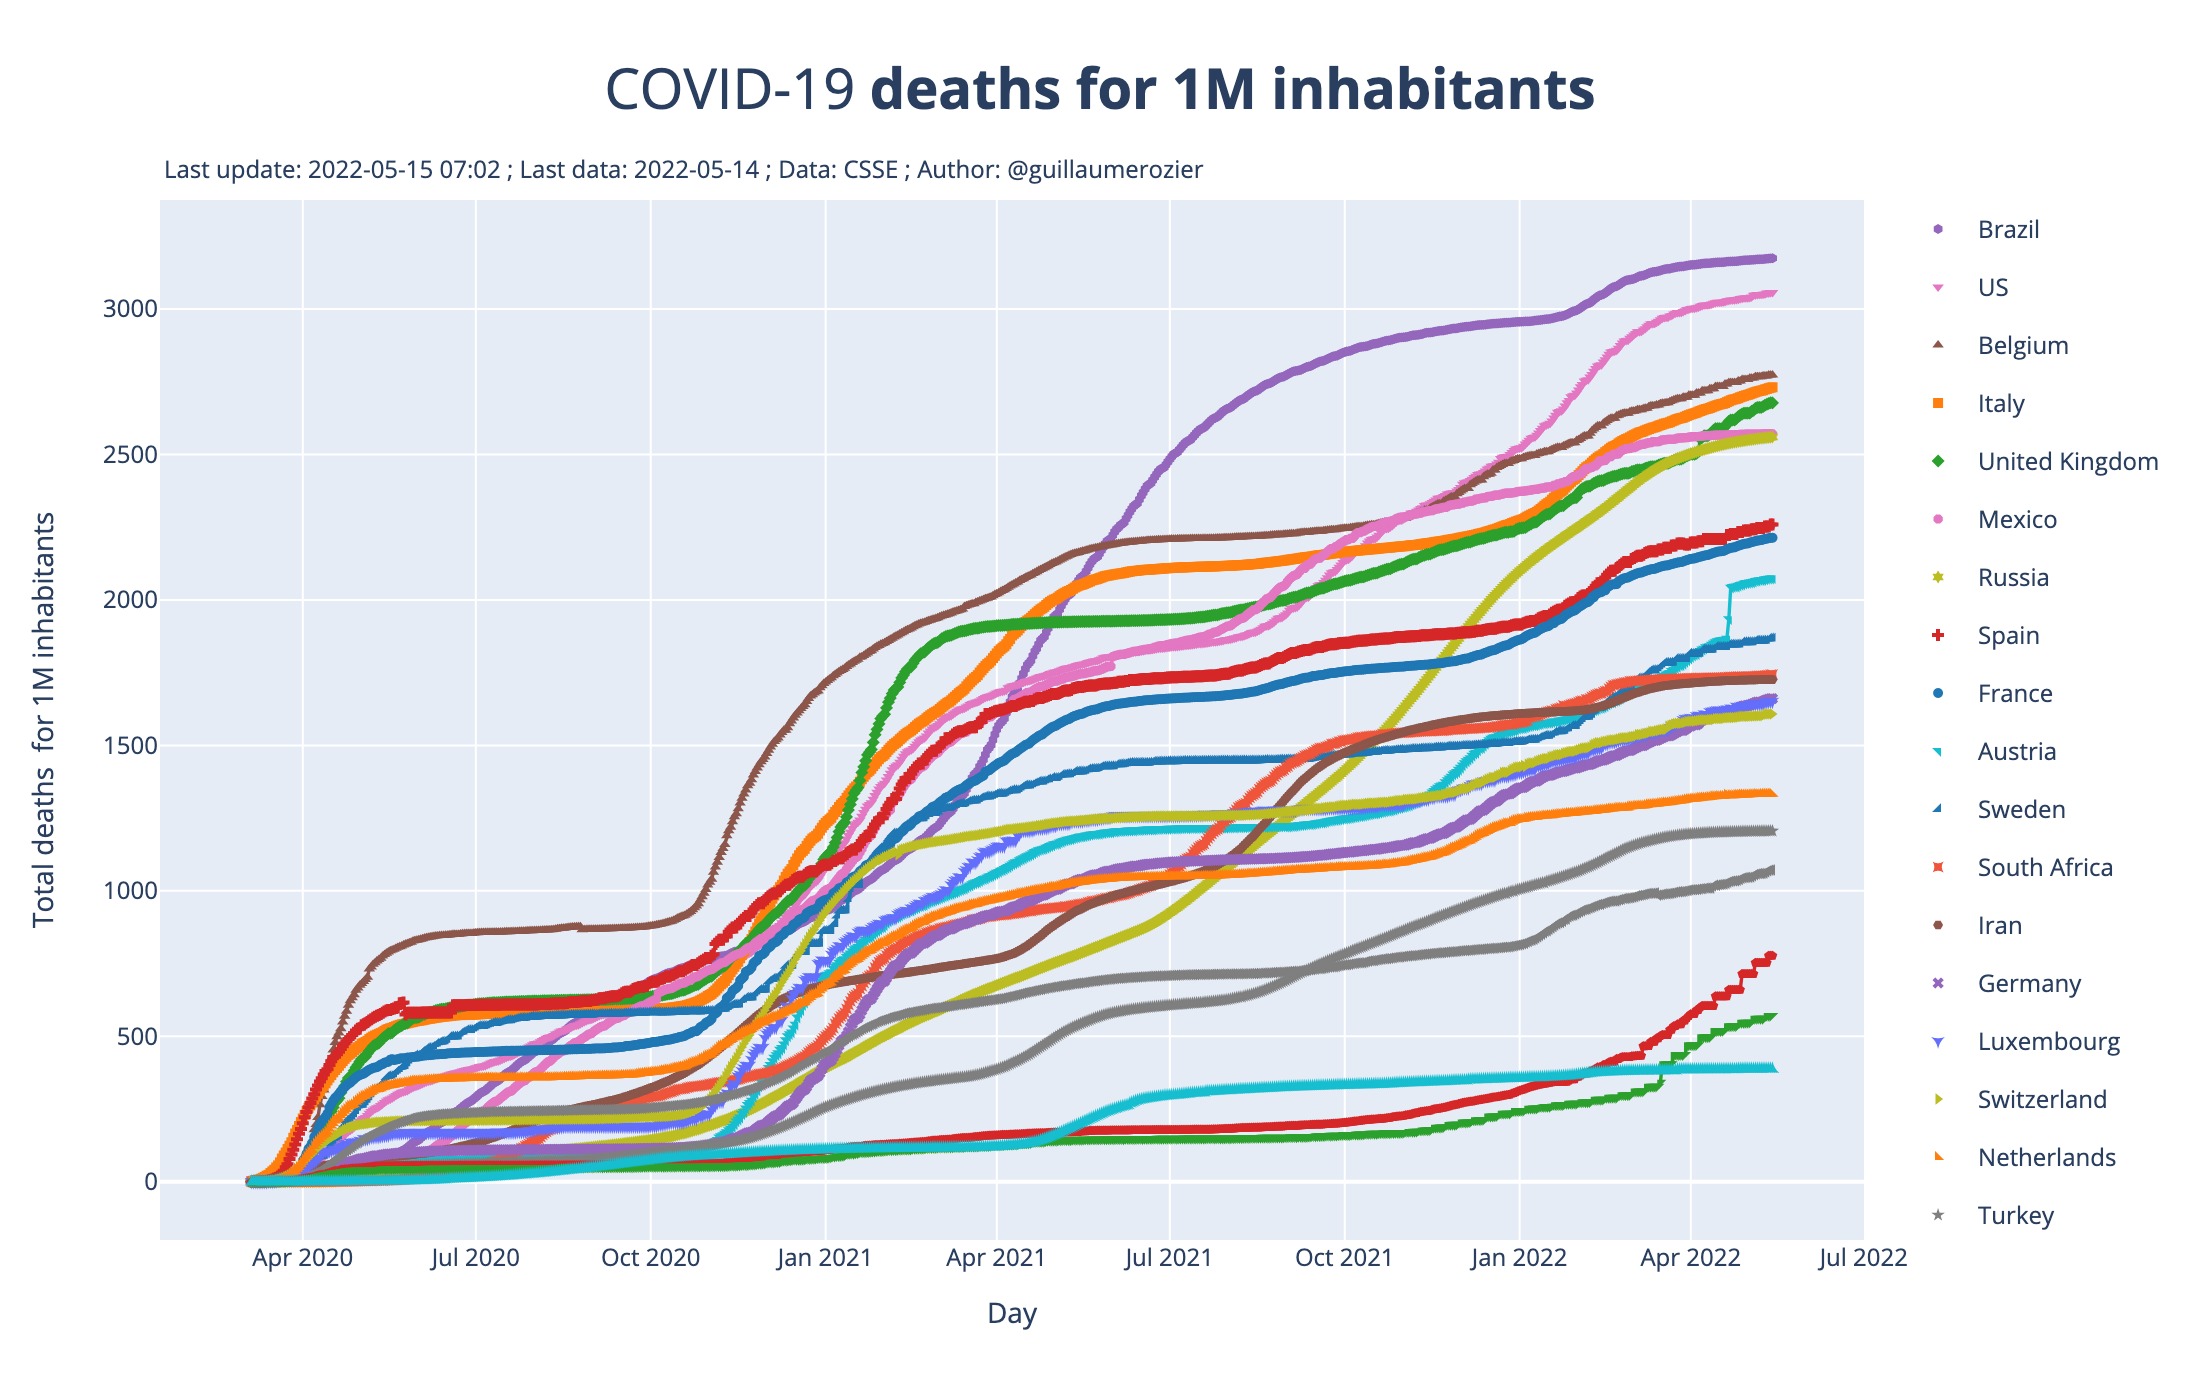 COVID-19 deaths for 1M inhabitants
Last update: 2022-05-15 07:02 ; Last data: 2022-05-14 ; Data: CSSE ; Author: @guillaumerozier
Total deaths for 1M inhabitants
3000
2500
2000
1500
1000
500
0
Apr 2020 Jul 2020 Oct 2020 Jan 2021 Apr 2021 Jul 2021 Oct 2021 Jan 2022 Apr 2022 Jul 2022
Day
Brazil
US
Belgium
Italy
United Kingdom
Mexico
Russia
Spain
France
Austria
Sweden
South Africa
Iran
Germany
Luxembourg
Switzerland
Netherlands
Turkey